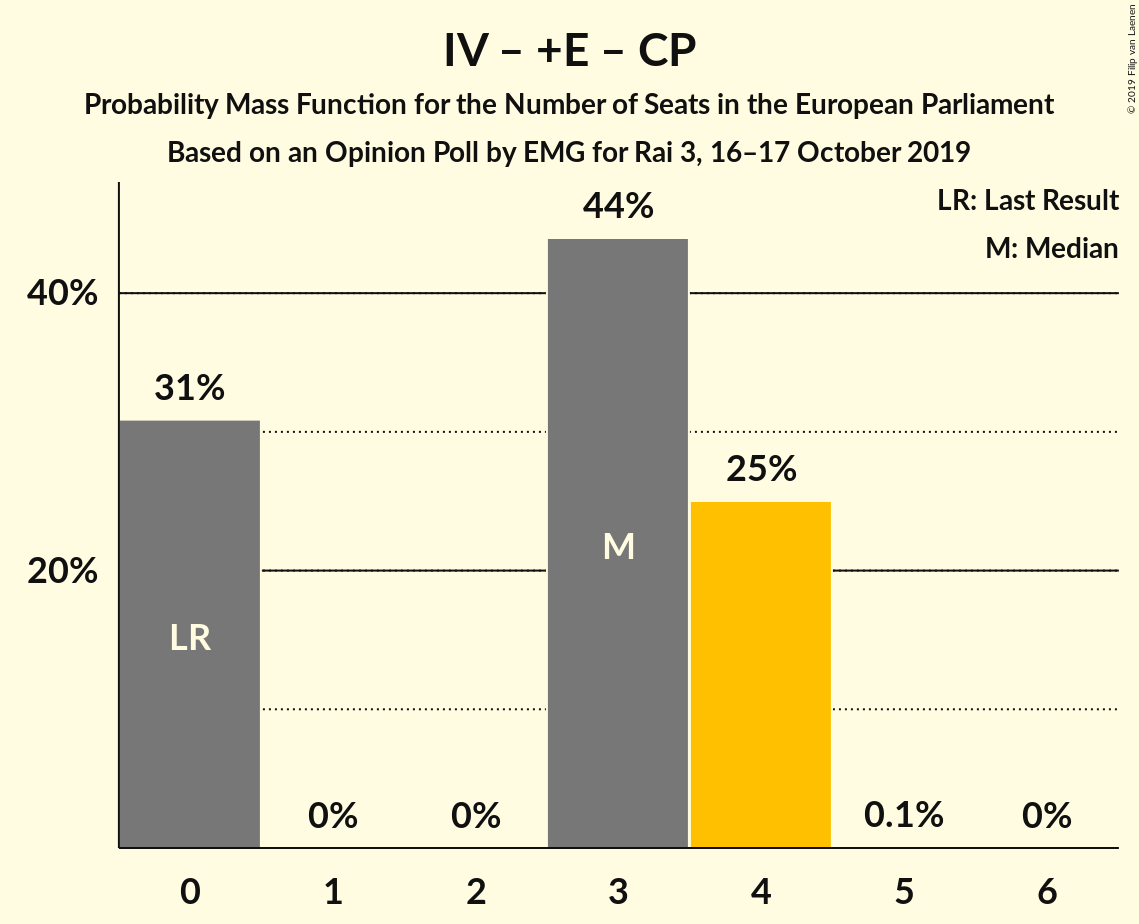 IV – +E – CP
Probability Mass Function for the Number of Seats in the European Parliament
Based on an Opinion Poll by EMG for Rai 3, 16–17 October 2019
© 2019 Filip van Laenen
LR: Last Result
M: Median
44%
40%
31%
25%
M
20%
LR
0%
0%
0.1%
0%
0
1
2
3
4
5
6